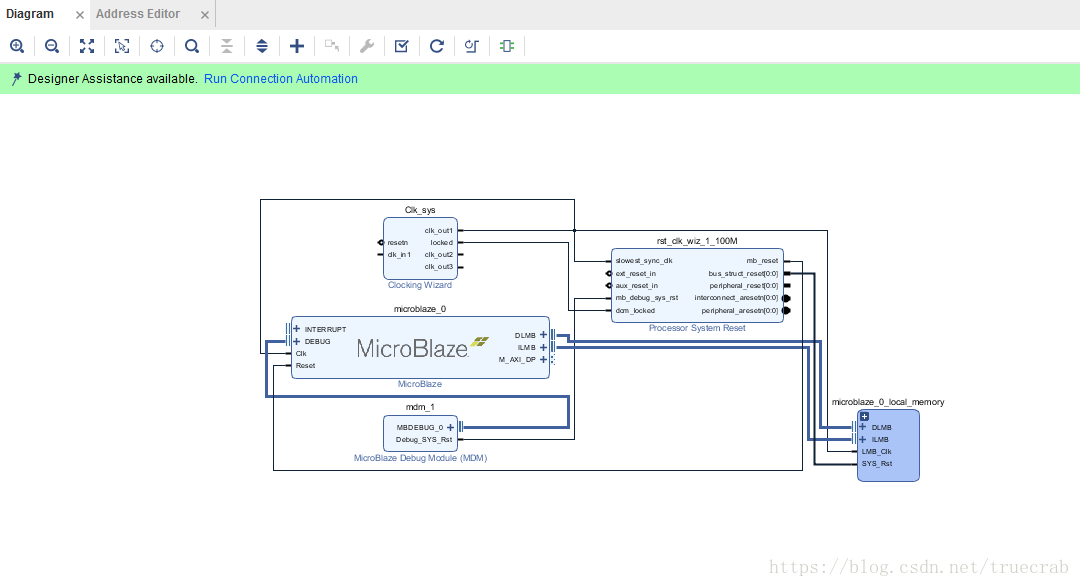 Diagram
Address Editor
Designer Assistance available. Run Connection Automation
Clk_sys
resetn
clk_in1
clk_out1
locked
clk_out2
clk_out3
Clocking Wizard
rst_clk_wiz_1_100M
slowest_sync_clk
ext_reset_in
aux_reset_in
mb_debug_sys_rst
dcm_locked
mb_reset
bus_struct_reset[0:0]
peripheral_reset[0:0]
interconnect_aresetn[0:0]
peripheral_aresetn[0:0]
Processor System Reset
microblaze_0
INTERRUPT
DEBUG
Clk
Reset
MicroBlaze
DLMB
ILMB
M_AXI_DP
MicroBlaze
mdm_1
MBDEBUG_0
Debug_SYS_Rst
MicroBlaze Debug Module (MDM)
microblaze_0_local_memory
DLMB
ILMB
LMB_Clk
SYS_Rst
https://blog.csdn.net/truecrab